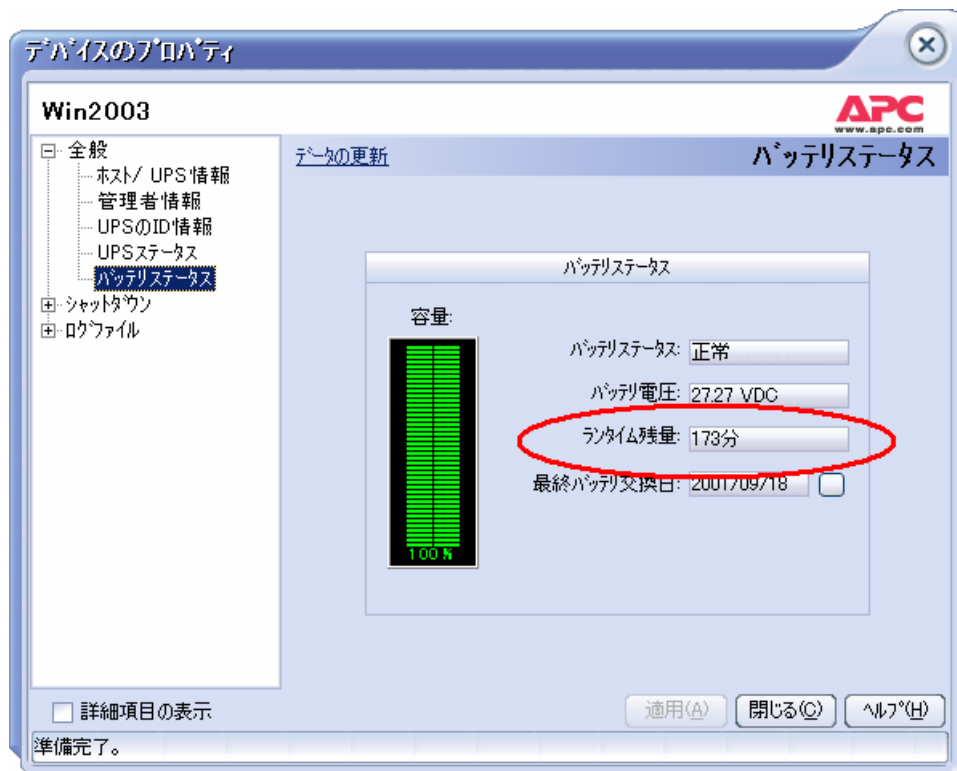 デバイスのプロパティ
Win2003
APC
www.apc.com
全般
ホスト/ UPS情報
管理者情報
UPSのID情報
UPSステータス
バッテリステータス
シャットダウン
ログファイル
データの更新
バッテリステータス
バッテリステータス
容量:
100 %
バッテリステータス: 正常
バッテリ電圧: 27.27 VDC
ランタイム残量: 173分
最終バッテリ交換日: 2001/09/18
詳細項目の表示
適用(A) 閉じる(C) ヘルプ(H)
準備完了。